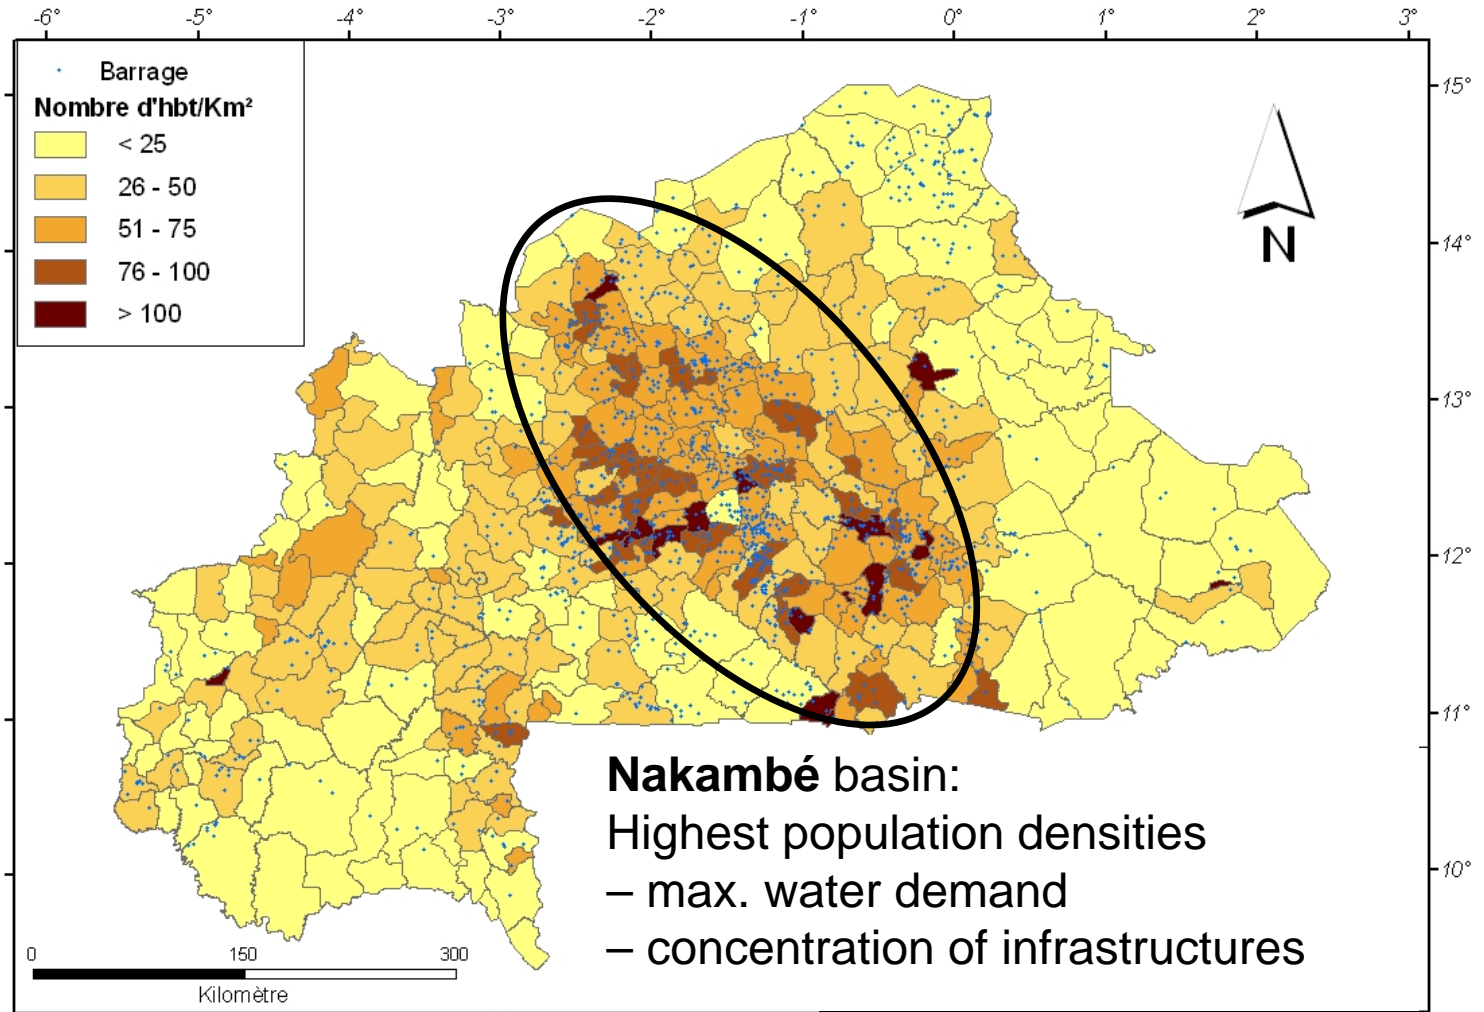 -6° -5° -4° -3° -2° -1° 0° 1° 2° 3°
Barrage
Nombre d'hbt/Km²
< 25
26 - 50
51 - 75
76 - 100
> 100
N
15°
14°
13°
12°
11°
10°
Nakambé basin:
Highest population densities
– max. water demand
– concentration of infrastructures
0 150 300
Kilomètre